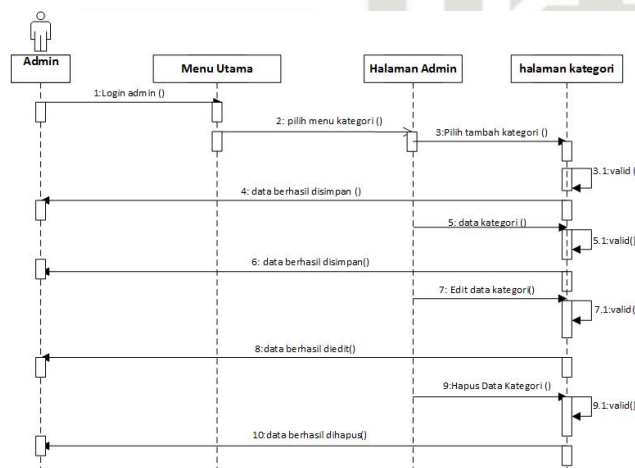 Admin
Menu Utama
Halaman Admin
halaman kategori
1:Login admin ()
2: pilih menu kategori ()
3:Pilih tambah kategori ()
3.1:valid (
4: data berhasil disimpan ()
5: data kategori ()
5.1:valid()
6: data berhasil disimpan()
7: Edit data kategori()
7.1:valid(
8:data berhasil diedit()
9:Hapus Data Kategori ()
9.1:valid()
10:data berhasil dihapus()